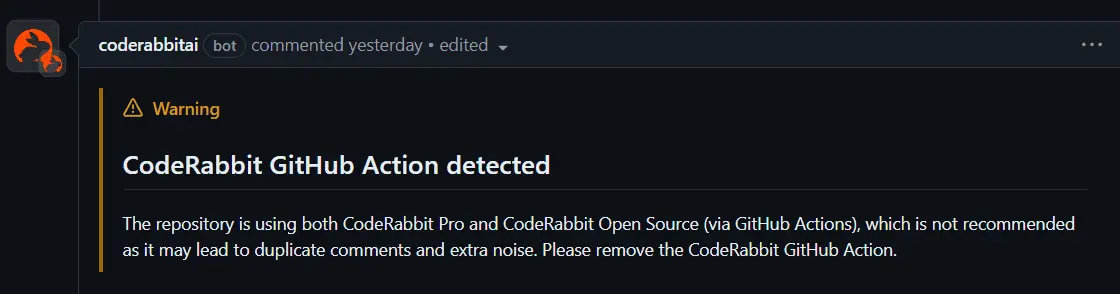 coderabbitai bot commented yesterday • edited
Warning
CodeRabbit GitHub Action detected
The repository is using both CodeRabbit Pro and CodeRabbit Open Source (via GitHub Actions), which is not recommended
as it may lead to duplicate comments and extra noise. Please remove the CodeRabbit GitHub Action.